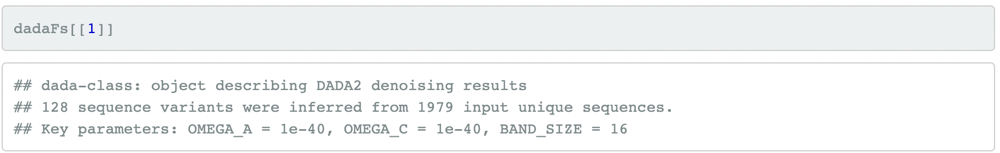 dadaFs[[1]]
## dada-class: object describing DADA2 denoising results
## 128 sequence variants were inferred from 1979 input unique sequences.
## Key parameters: OMEGA_A = 1e-40, OMEGA_C = 1e-40, BAND_SIZE = 16